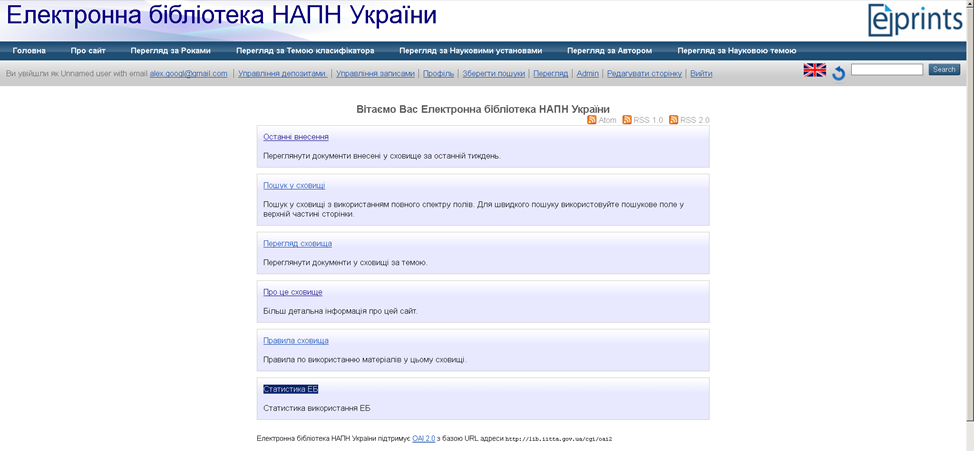 Електронна бібліотека НАПН України
eprints
Головна Про сайт Перегляд за Роками Перегляд за Темою класифікатора Перегляд за Науковими установами Перегляд за Автором Перегляд за Науковою темою
Ви увійшли як Unnamed user with email alex.googl@gmail.com | Управління депозитами | Управління записами | Профіль | Зберегти пошуки | Перегляд | Admin | Редагувати сторінку | Вийти
Search
Вітаємо Вас Електронна бібліотека НАПН України
Atom RSS 1.0 RSS 2.0
Останні внесення
Переглянути документи внесені у сховище за останній тиждень.
Пошук у сховищі
Пошук у сховищі з використанням повного спектру полів. Для швидкого пошуку використовуйте пошукове поле у
верхній частині сторінки.
Перегляд сховища
Переглянути документи у сховищі за темою.
Про це сховище
Більш детальна інформація про цей сайт.
Правила сховища
Правила по використанню матеріалів у цьому сховищі.
Статистика ЕБ
Статистика використання ЕБ
Електронна бібліотека НАПН України підтримує OAI 2.0 з базою URL адреси http://lib.iitta.gov.ua/cgi/oai2